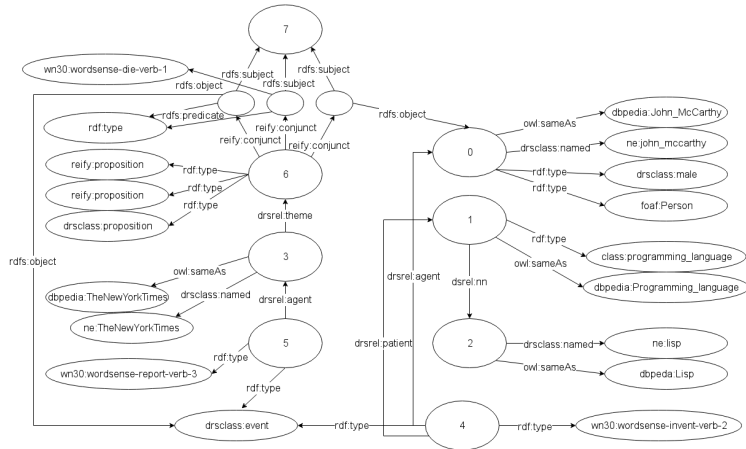 7
rdfs:subject
rdfs:subject
rdfs:subject
wn30:wordsense-die-verb-1
rdfs:object
rdfs:predicate
rdfs:object
rdf:type
reify:conjunct
reify:conjunct
reify:conjunct
owl:sameAs
dbpedia:John_McCarthy
drsclass:named
ne:john_mccarthy
0
rdf:type
drsclass:male
rdf:type
foaf:Person
reify:proposition
rdf:type
6
reify:proposition
rdf:type
drsclass:proposition
rdf:type
drsrel:theme
1
rdf:type
class:programming_language
owl:sameAs
dbpedia:Programming_language
rdfs:object
owl:sameAs
3
drsrel:agent
dsrel:nn
dbpedia:TheNewYorkTimes
drsclass:named
drsrel:agent
ne:TheNewYorkTimes
drsrel:patient
2
drsclass:named
ne:lisp
owl:sameAs
dbpeda:Lisp
5
rdf:type
wn30:wordsense-report-verb-3
rdf:type
drsclass:event
rdf:type
4
rdf:type
wn30:wordsense-invent-verb-2